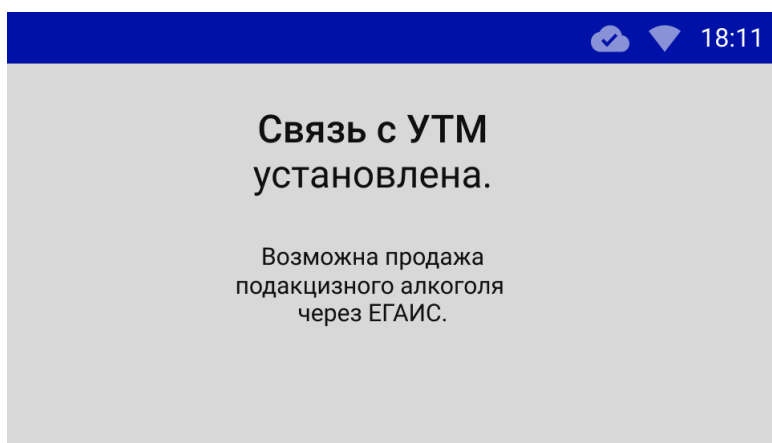 18:11
Связь с УТМ
установлена.
Возможна продажа
подакцизного алкоголя
через ЕГАИС.